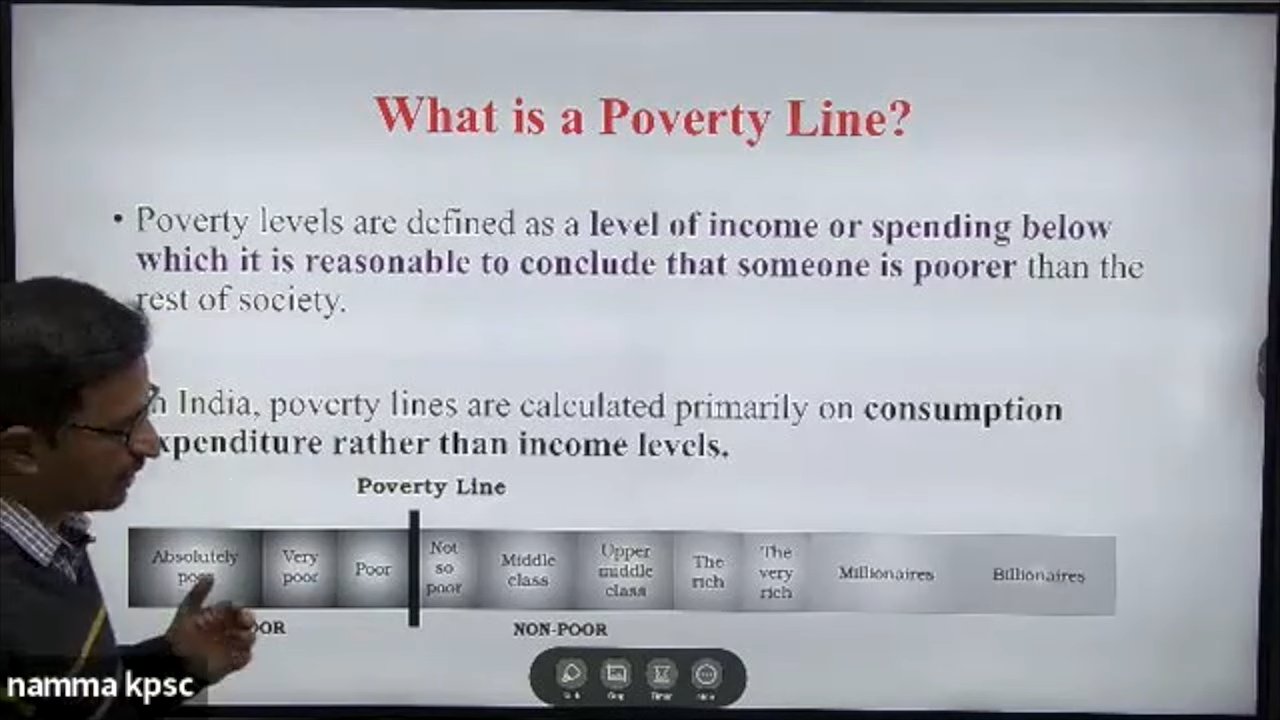 What is a Poverty Line?
• Poverty levels are defined as a level of income or spending below
which it is reasonable to conclude that someone is poorer than the
rest of society.
India, poverty lines are calculated primarily on consumption
xpenditure rather than income levels.
Poverty Line
Absolutely
Very
poor
Poor
Not
so
poor
Middle
class
Upper
middle
class
The
rich
The
very
rich
Millionaires
Billionaires
OOR
NON-POOR
namma kpsc